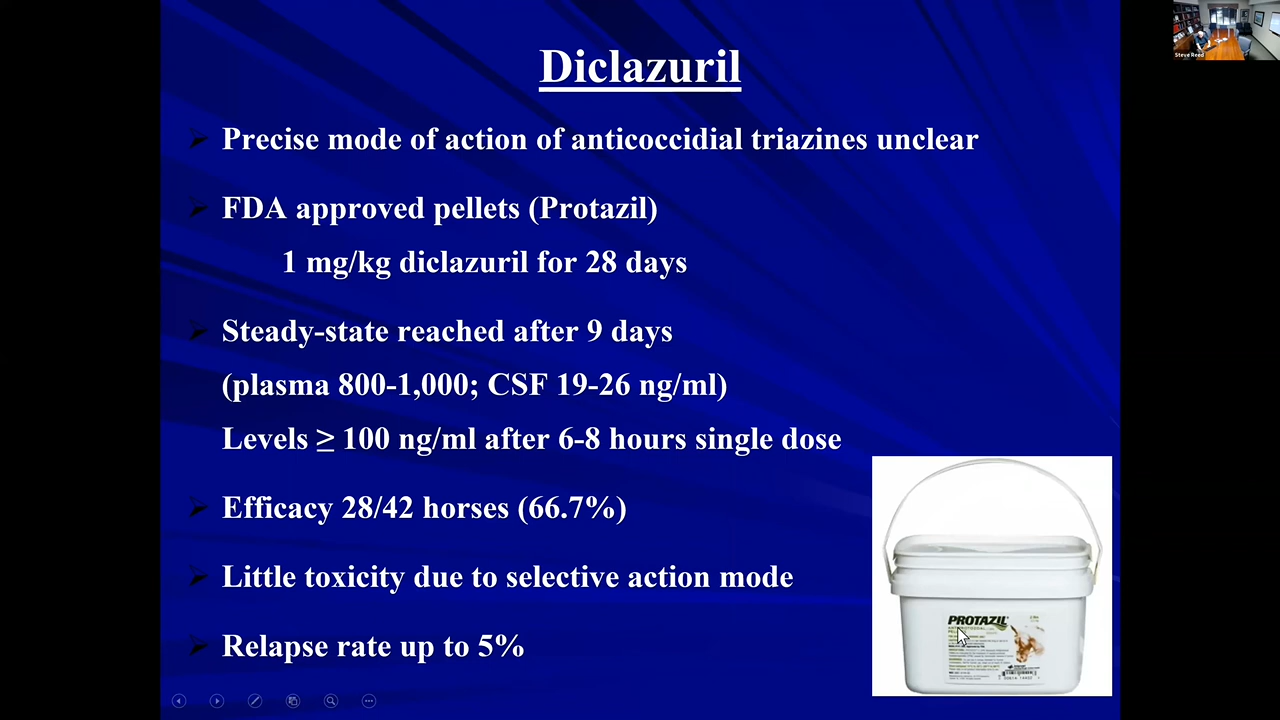 Steve Reed
Diclazuril
Precise mode of action of anticoccidial triazines unclear
FDA approved pellets (Protazil)
1 mg/kg diclazuril for 28 days
Steady-state reached after 9 days
(plasma 800-1,000; CSF 19-26 ng/ml)
Levels ≥ 100 ng/ml after 6-8 hours single dose
Efficacy 28/42 horses (66.7%)
Little toxicity due to selective action mode
Relapse rate up to 5%
PROTAZIL